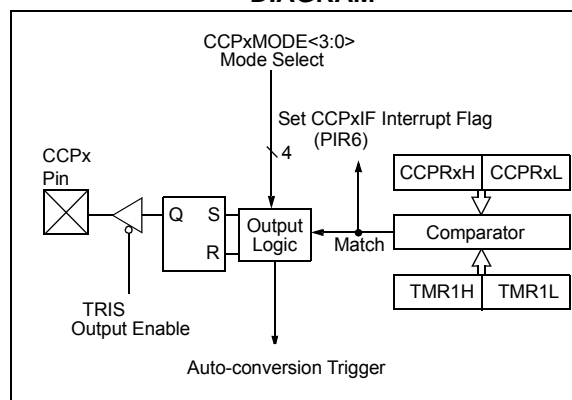 CCPxMODE<3:0>
Mode Select
Set CCPxIF Interrupt Flag
(PIR6)
4
CCPx
Pin
CCPRxH CCPRxL
Q S
R
Output
Logic
Match
Comparator
TRIS
Output Enable
TMR1H TMR1L
Auto-conversion Trigger